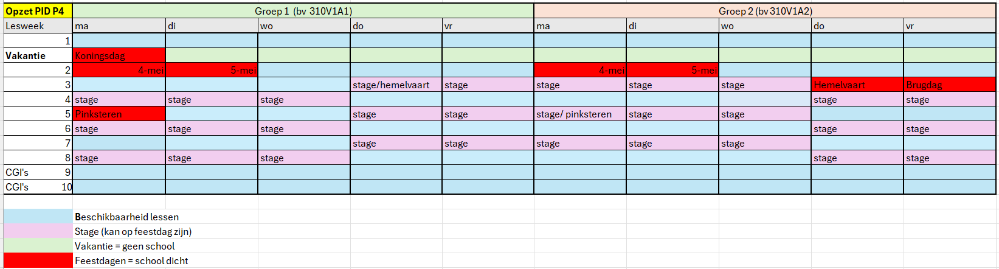 Opzet PID P4 Groep 1 (bv 310V1A1) Groep 2 (bv 310V1A2)
Lesweek ma di wo do vr ma di wo do vr
1
Vakantie Koningsdag
2 4-mei 5-mei 4-mei 5-mei
3 stage/hemelvaart stage stage stage stage Hemelvaart Brugdag
4 stage stage stage stage stage
5 Pinksteren stage stage stage/ pinksteren stage stage
6 stage stage stage stage stage
7 stage stage stage stage stage
8 stage stage stage stage stage
CGI's 9
CGI's 10
Beschikbaarheid lessen
Stage (kan op feestdag zijn)
Vakantie = geen school
Feestdagen = school dicht